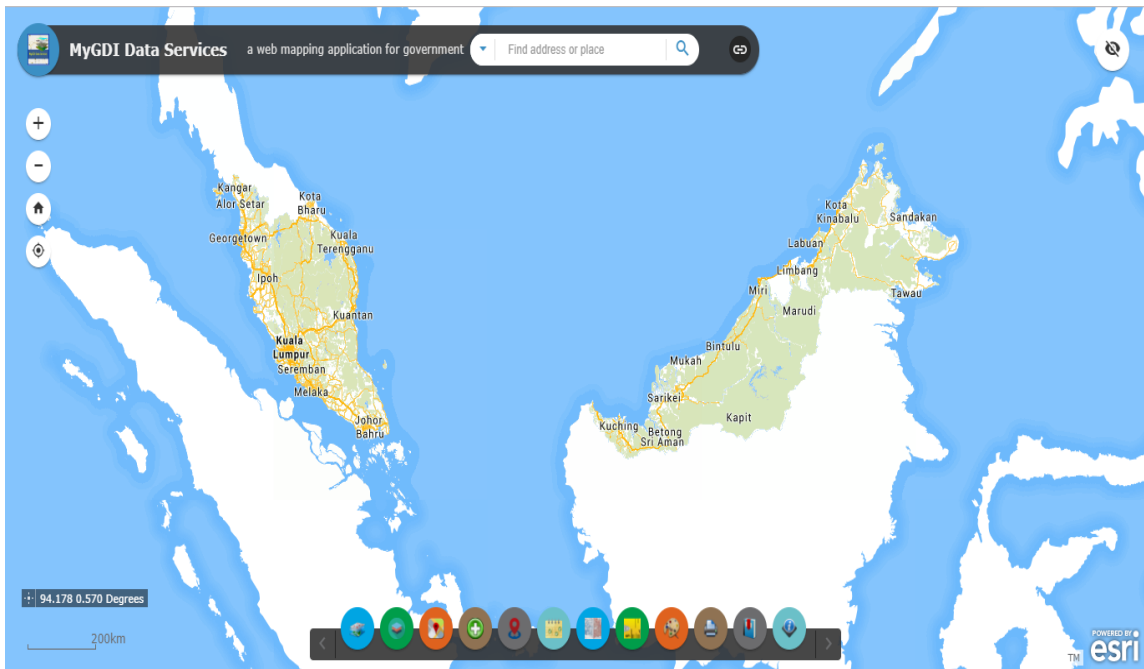 MyGDI Data Services
a web mapping application for government
Find address or place
Kangar
Alor Setar
Kota
Bharu
Georgetown
Kuala
Terengganu
Ipoh
Kuantan
Kuala
Lumpur
Seremban
Melaka
Johor
Bahru
Kota
Kinabalu
Sandakan
Labuan
Limbang
Tawau
Miri
Marudi
Bintulu
Mukah
Sarikei
Kapit
Kuching
Betong
Sri Aman
94.178 0.570 Degrees
200km
POWERED BY
esri
TM